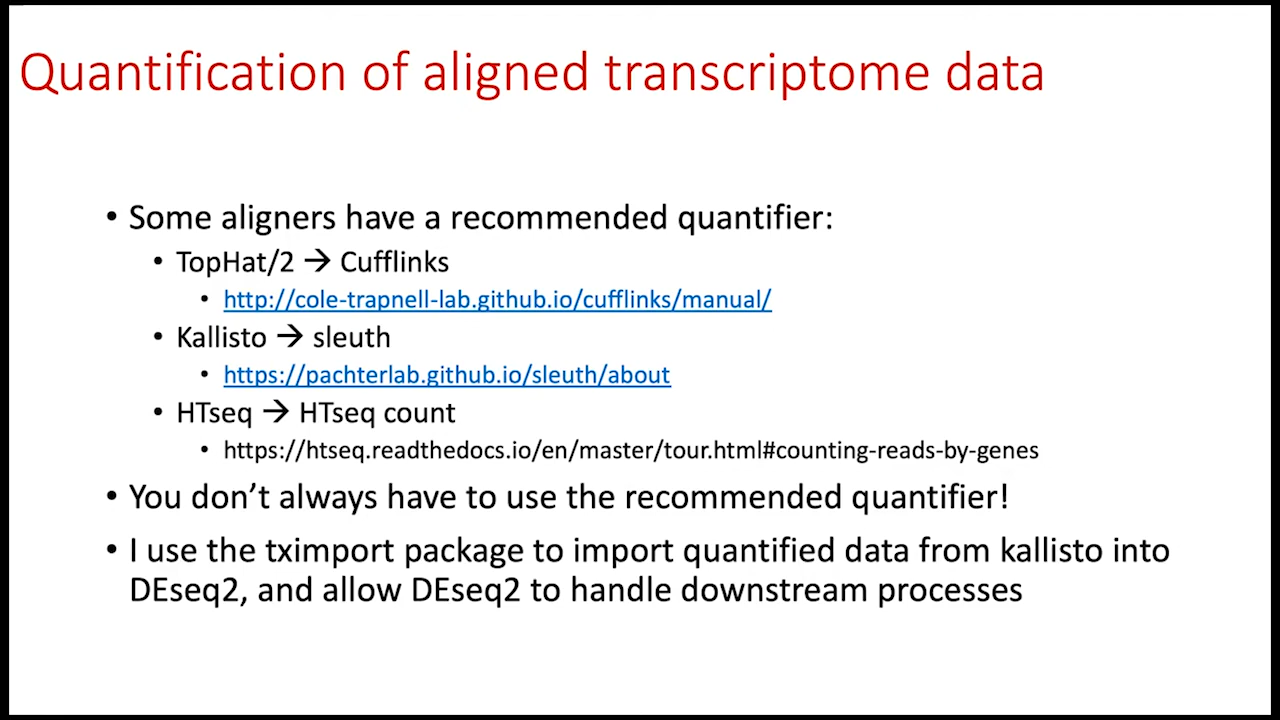 Quantification of aligned transcriptome data
• Some aligners have a recommended quantifier:
• TopHat/2 → Cufflinks
• http://cole-trapnell-lab.github.io/cufflinks/manual/
• Kallisto → sleuth
• https://pachterlab.github.io/sleuth/about
• HTseq → HTseq count
• https://htseq.readthedocs.io/en/master/tour.html#counting-reads-by-genes
• You don’t always have to use the recommended quantifier!
• I use the tximport package to import quantified data from kallisto into
DEseq2, and allow DEseq2 to handle downstream processes